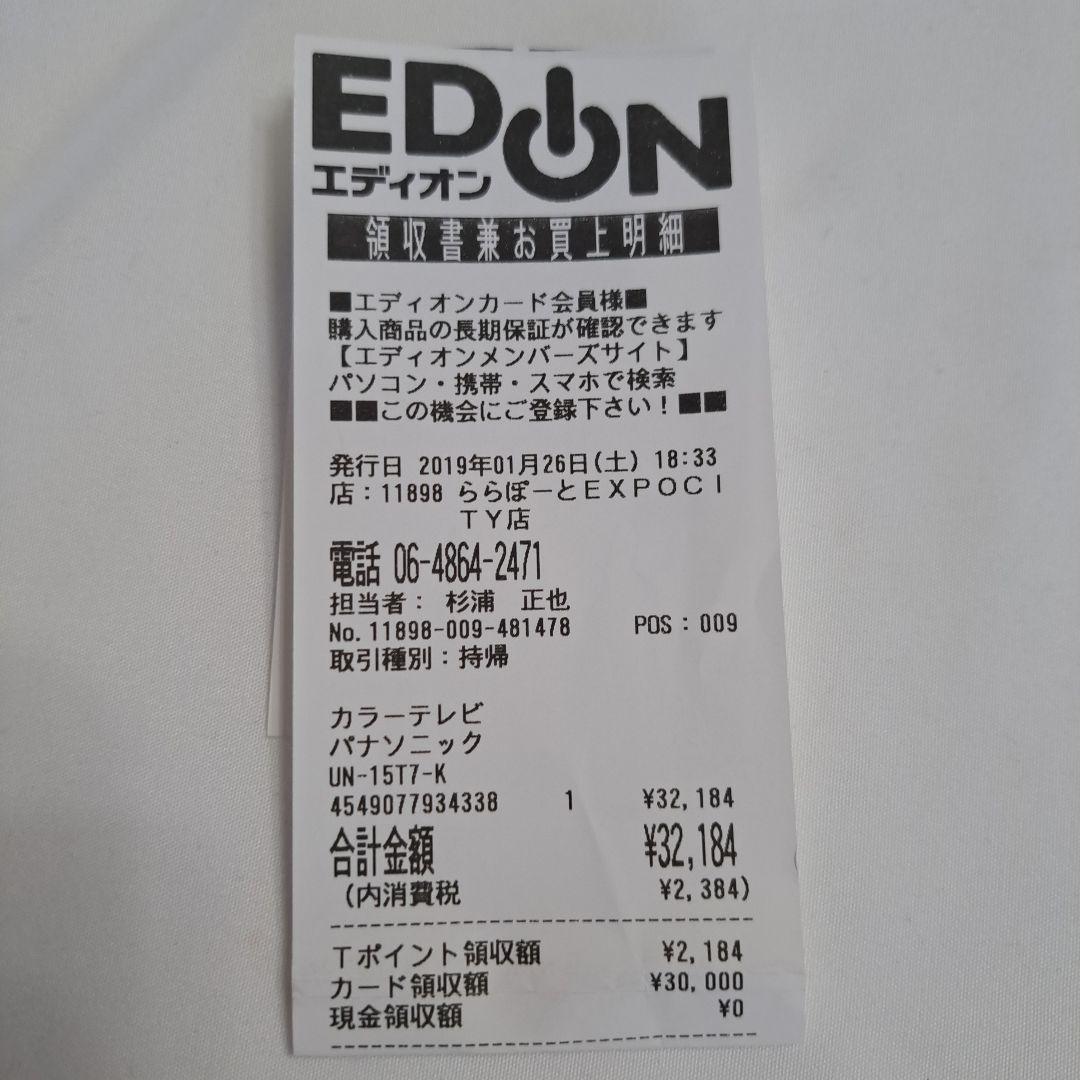 EDION
エディオン
領収書兼お買上明細
■エディオンカード会員様■
購入商品の長期保証が確認できます
【エディオンメンバーズサイト】
パソコン・携帯・スマホで検索
■■この機会にご登録下さい！■■
発行日 2019年01月26日(土) 18:33
店：11898 ららぽーとＥＸＰＯＣＩ
ＴＹ店
電話 06-4864-2471
担当者： 杉浦 正也
No.11898-009-481478 POS：009
取引種別：持帰
カラーテレビ
パナソニック
UN-15T7-K
4549077934338 1 ¥32,184
合計金額 ¥32,184
(内消費税 ¥2,384)
Ｔポイント領収額 ¥2,184
カード領収額 ¥30,000
現金領収額 ¥0